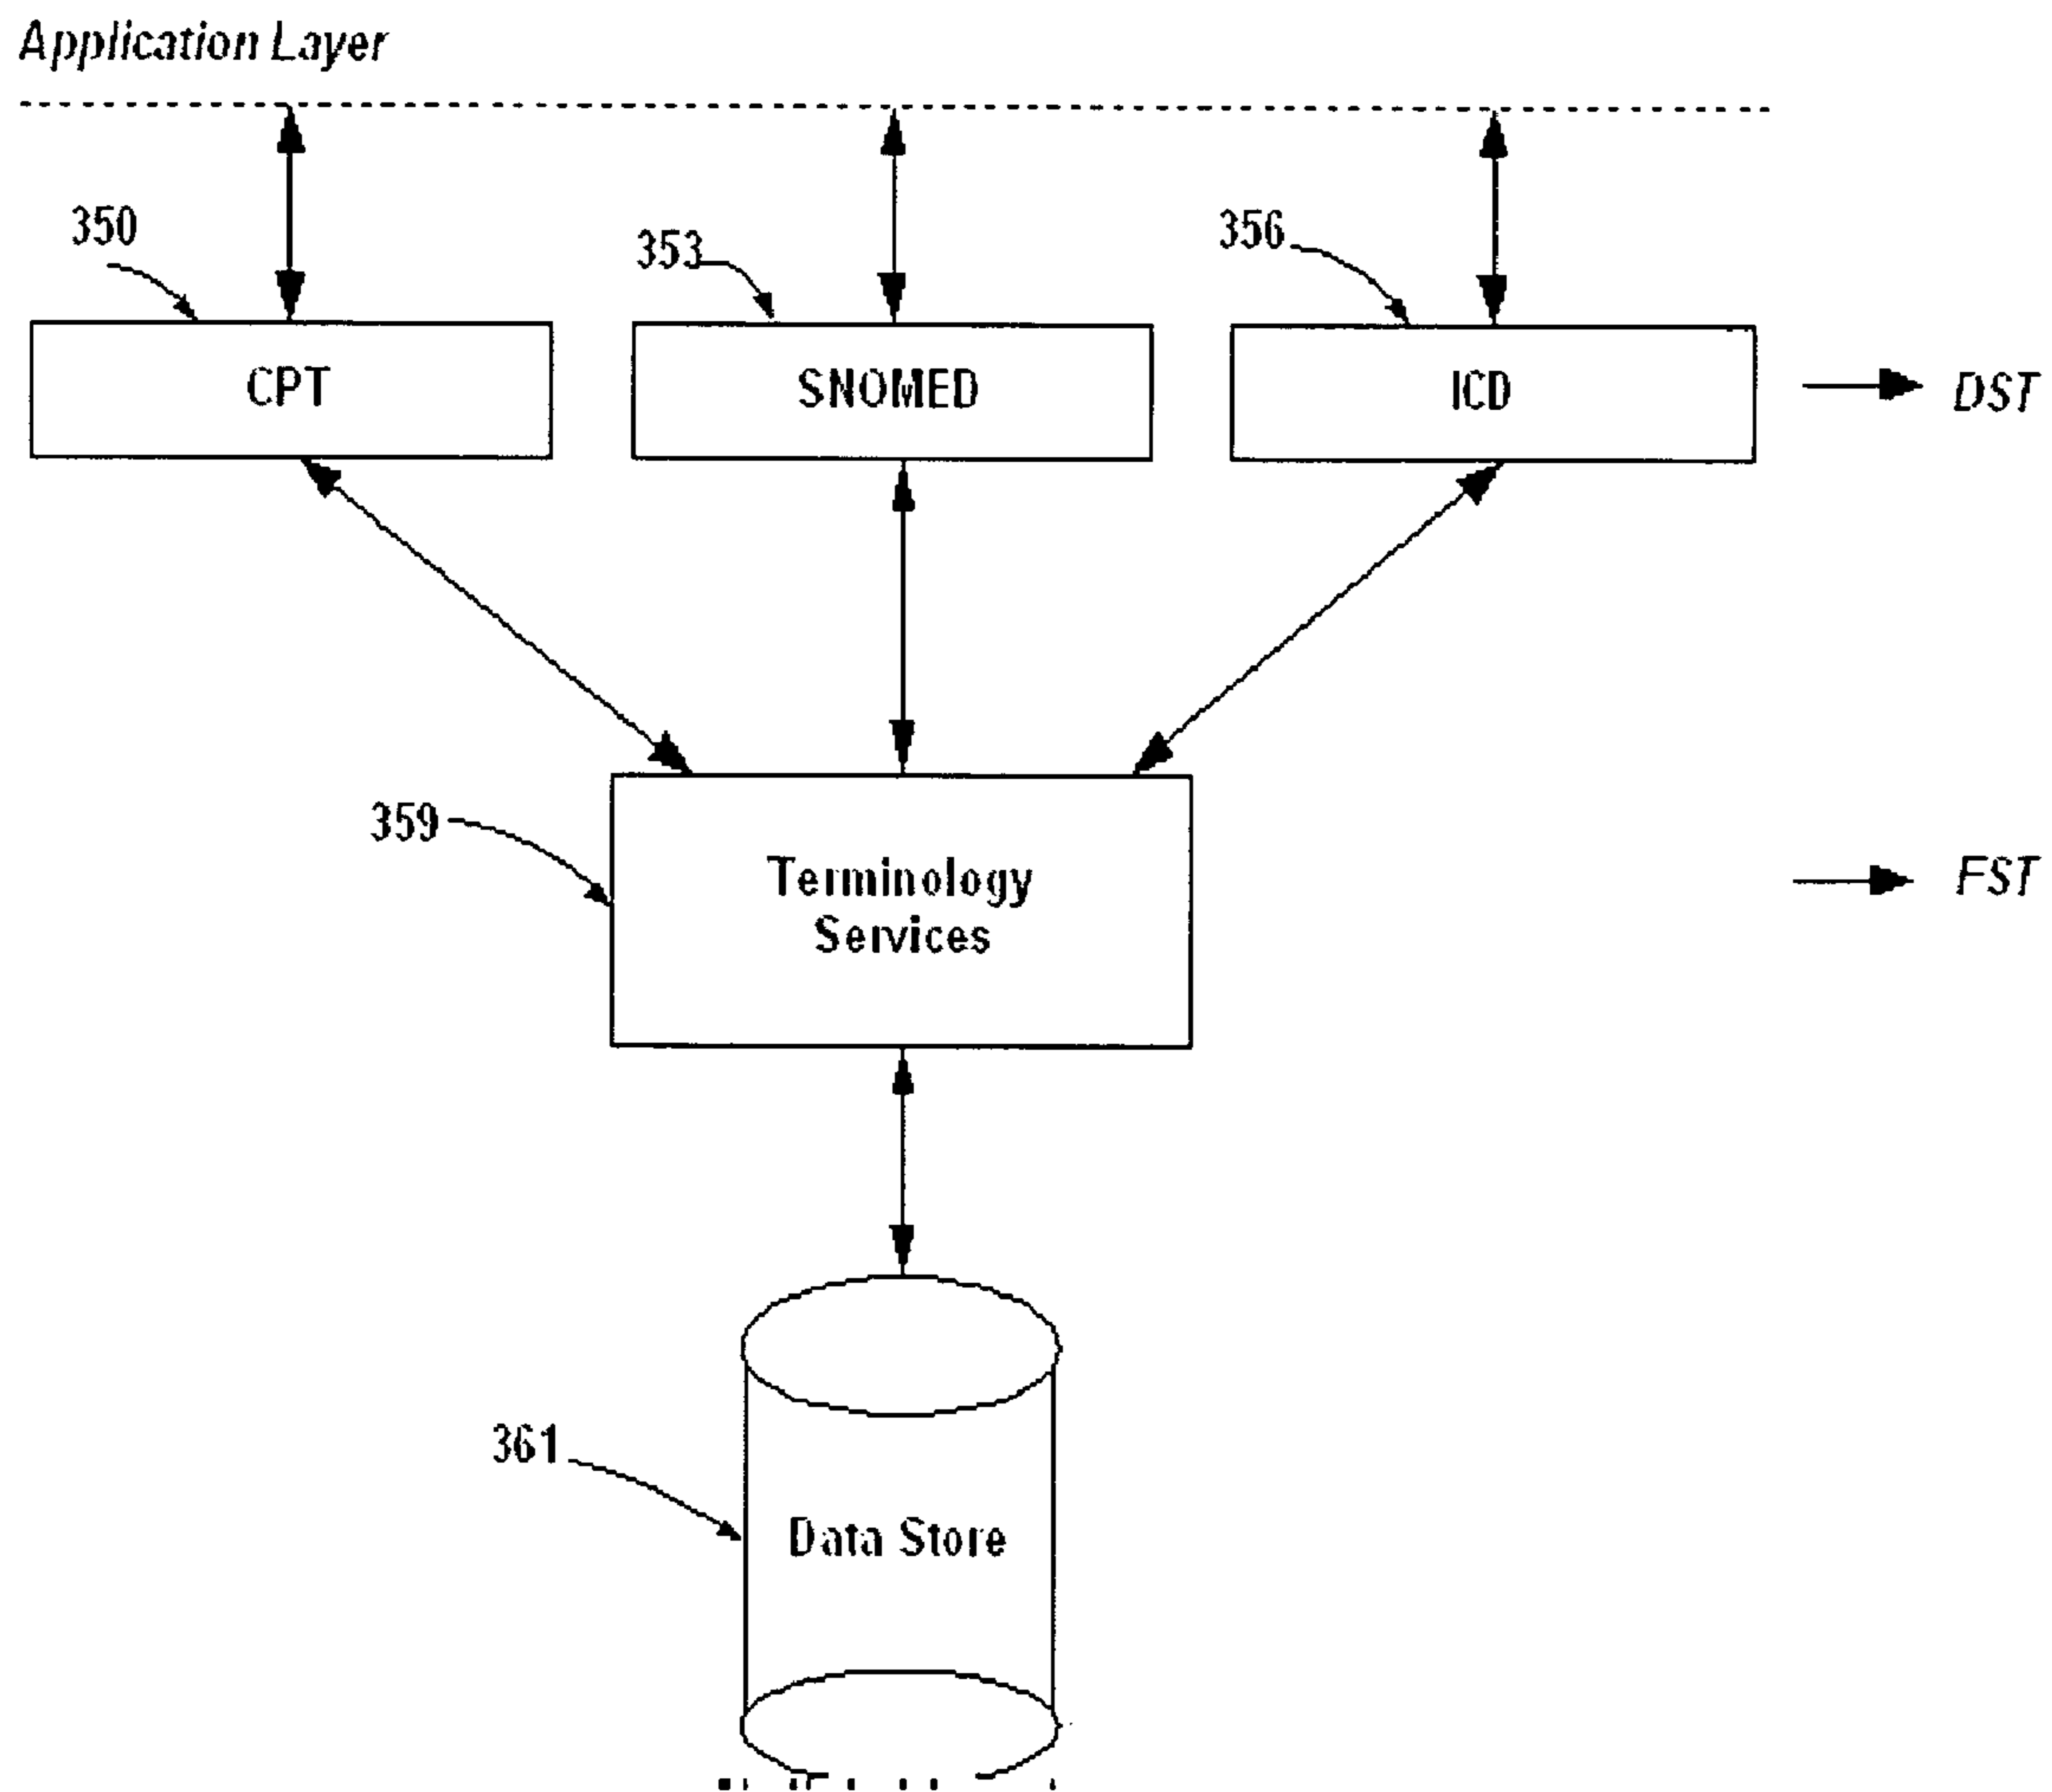 Application Layer
350
353
356
CPT
SNOMED
ICD
DST
359
Terminology
Services
FST
361
Data Store